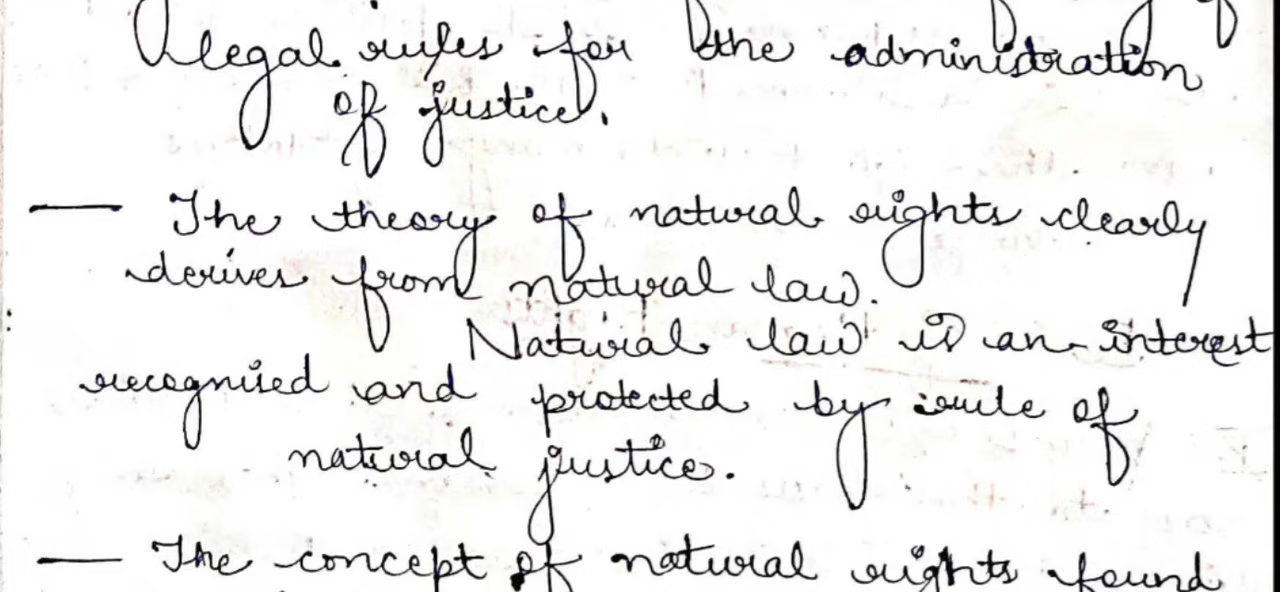 legal rules for the administration
of justice.
— The theory of natural rights clearly
derives from natural law.
Natural law is an interest
recognised and protected by rule of
natural justice.
— The concept of natural rights found